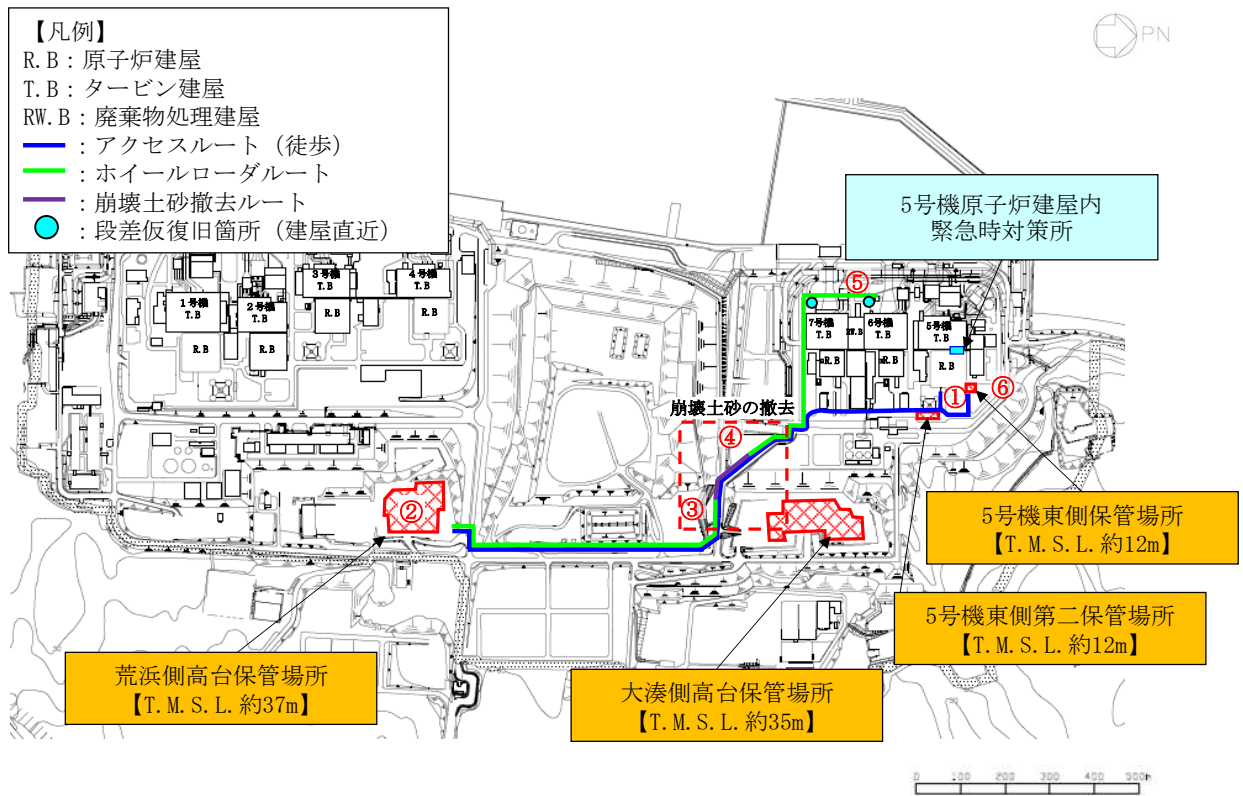 【凡例】
R.B：原子炉建屋
T.B：タービン建屋
RW.B：廃棄物処理建屋
：アクセスルート（徒歩）
：ホイールローダルート
：崩壊土砂撤去ルート
：段差仮復旧箇所（建屋直近）
PN
5号機原子炉建屋内
緊急時対策所
1号機
T.B
2号機
T.B
3号機
T.B
4号機
T.B
R.B
R.B
R.B
R.B
⑤
7号機
T.B
RW.B
6号機
T.B
5号機
T.B
R.B
R.B
R.B
①
⑥
崩壊土砂の撤去
④
②
③
5号機東側保管場所
【T.M.S.L.約12m】
5号機東側第二保管場所
【T.M.S.L.約12m】
荒浜側高台保管場所
【T.M.S.L.約37m】
大湊側高台保管場所
【T.M.S.L.約35m】
0 100 200 300 400 500m